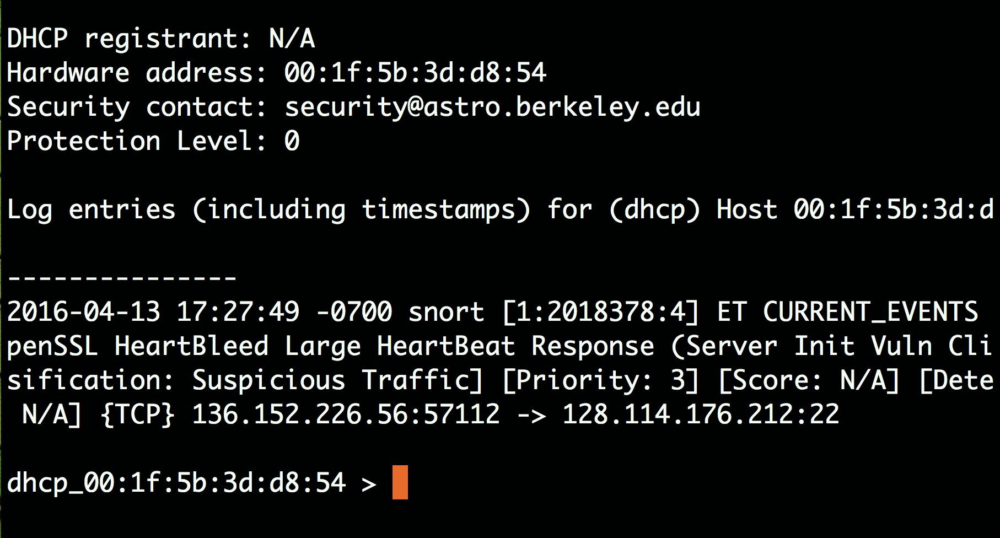 DHCP registrant: N/A
Hardware address: 00:1f:5b:3d:d8:54
Security contact: security@astro.berkeley.edu
Protection Level: 0
Log entries (including timestamps) for (dhcp) Host 00:1f:5b:3d:d
---------------
2016-04-13 17:27:49 -0700 snort [1:2018378:4] ET CURRENT_EVENTS
penSSL HeartBleed Large HeartBeat Response (Server Init Vuln Cli
sification: Suspicious Traffic] [Priority: 3] [Score: N/A] [Dete
N/A] {TCP} 136.152.226.56:57112 -> 128.114.176.212:22
dhcp_00:1f:5b:3d:d8:54 >